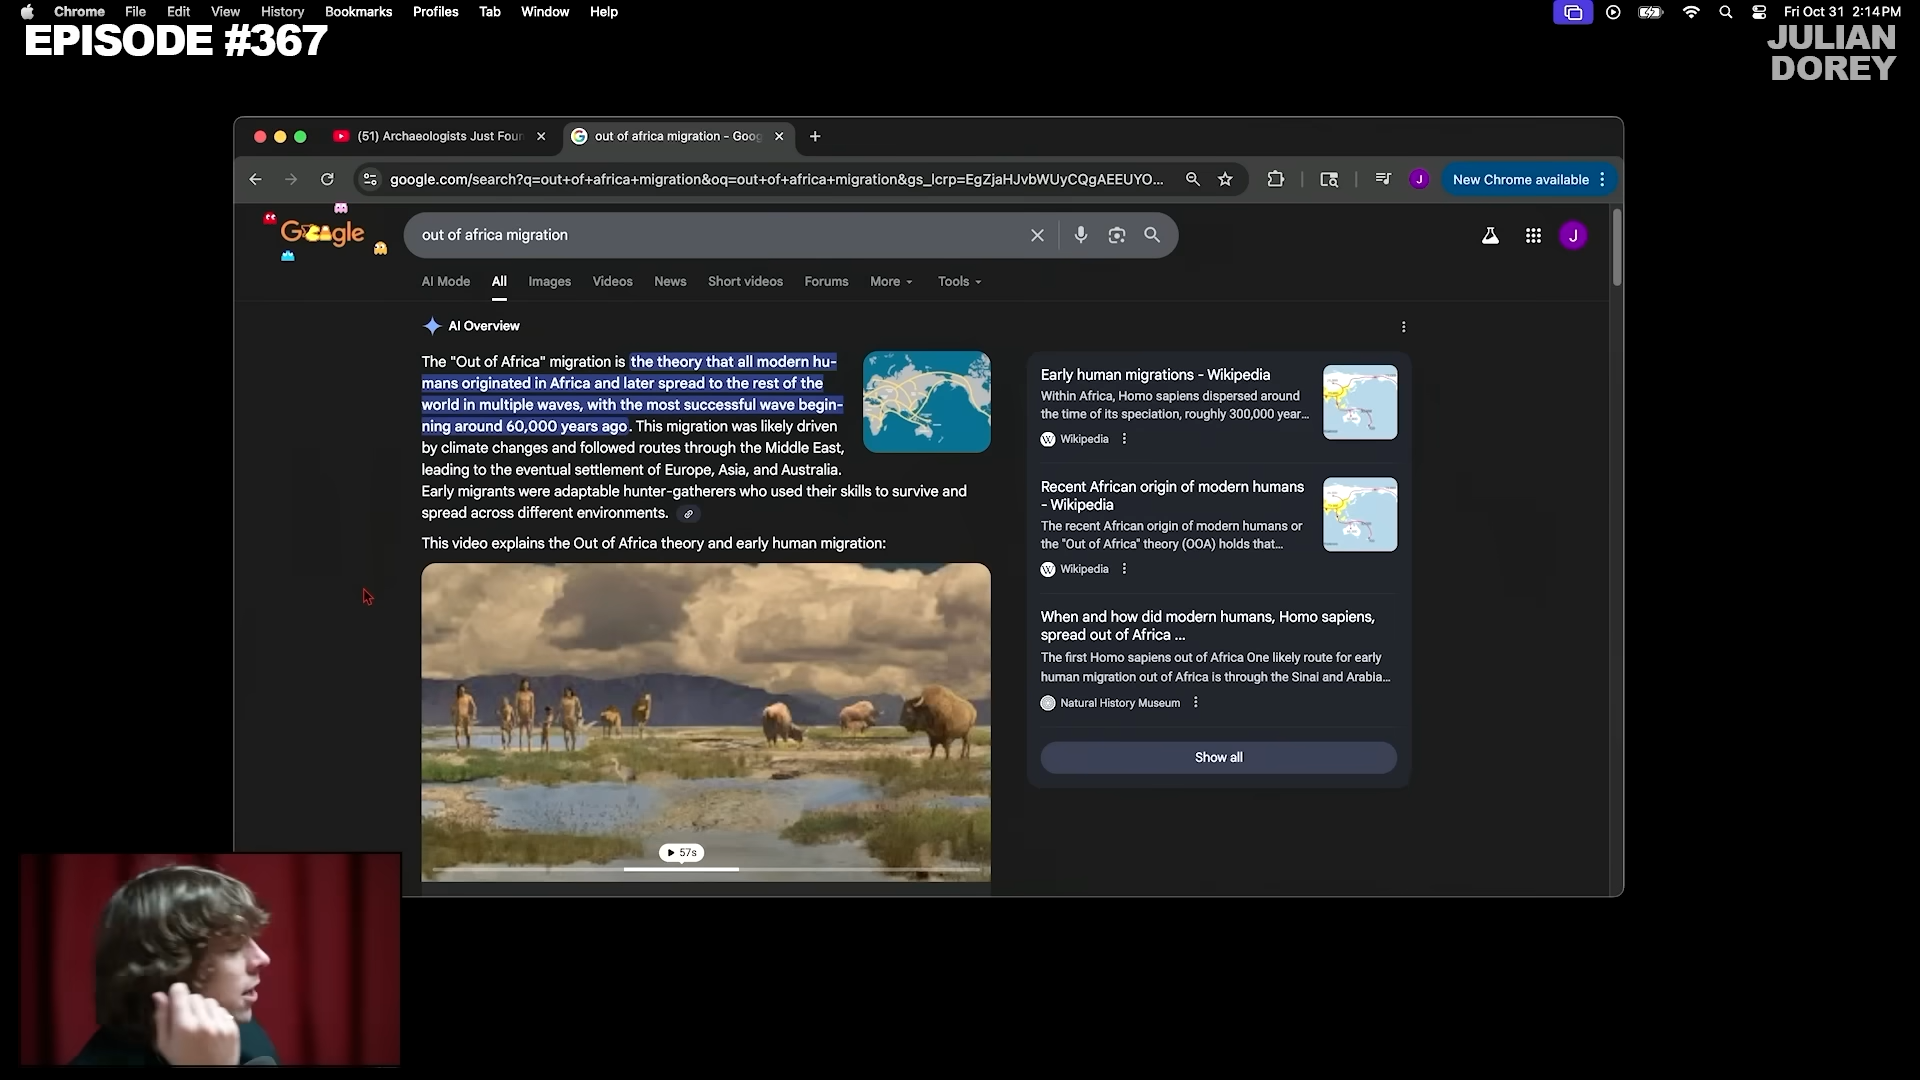 Chrome File Edit View History Bookmarks Profiles Tab Window Help
Fri Oct 31 2:14 PM
EPISODE #367
JULIAN
DOREY
(51) Archaeologists Just Foun
out of africa migration - Goog
google.com/search?q=out+of+africa+migration&oq=out+of+africa+migration&gs_lcrp=EgZjaHJvbWUyCQgAEEUYO...
J
New Chrome available
Google
out of africa migration
J
AI Mode All Images Videos News Short videos Forums More Tools
AI Overview
The "Out of Africa" migration is the theory that all modern hu-
mans originated in Africa and later spread to the rest of the
world in multiple waves, with the most successful wave begin-
ning around 60,000 years ago. This migration was likely driven
by climate changes and followed routes through the Middle East,
leading to the eventual settlement of Europe, Asia, and Australia.
Early migrants were adaptable hunter-gatherers who used their skills to survive and
spread across different environments.
This video explains the Out of Africa theory and early human migration:
57s
Early human migrations - Wikipedia
Within Africa, Homo sapiens dispersed around
the time of its speciation, roughly 300,000 year...
W Wikipedia
Recent African origin of modern humans
- Wikipedia
The recent African origin of modern humans or
the "Out of Africa" theory (OOA) holds that...
W Wikipedia
When and how did modern humans, Homo sapiens,
spread out of Africa ...
The first Homo sapiens out of Africa One likely route for early
human migration out of Africa is through the Sinai and Arabia...
Natural History Museum
Show all